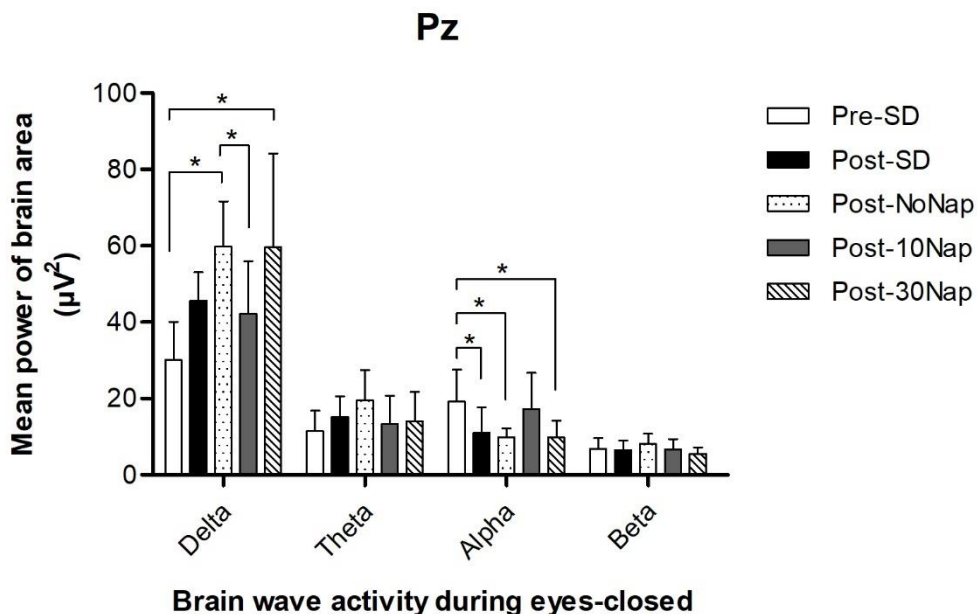 Pz
Mean power of brain area
(µV²)
100
80
60
40
20
0
*
*
*
*
*
*
Delta
Theta
Alpha
Beta
Brain wave activity during eyes-closed
Pre-SD
Post-SD
Post-NoNap
Post-10Nap
Post-30Nap